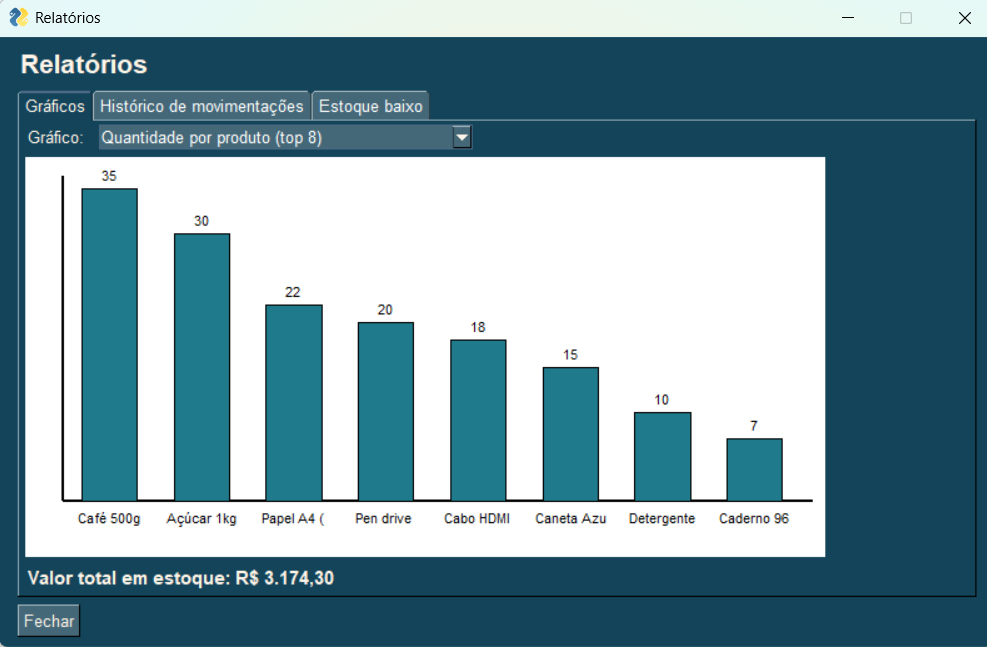 Relatórios
Relatórios
Gráficos Histórico de movimentações Estoque baixo
Gráfico: Quantidade por produto (top 8)
35
30
22
20
18
15
10
7
Café 500g Açúcar 1kg Papel A4 ( Pen drive Cabo HDMI Caneta Azu Detergente Caderno 96
Valor total em estoque: R$ 3.174,30
Fechar